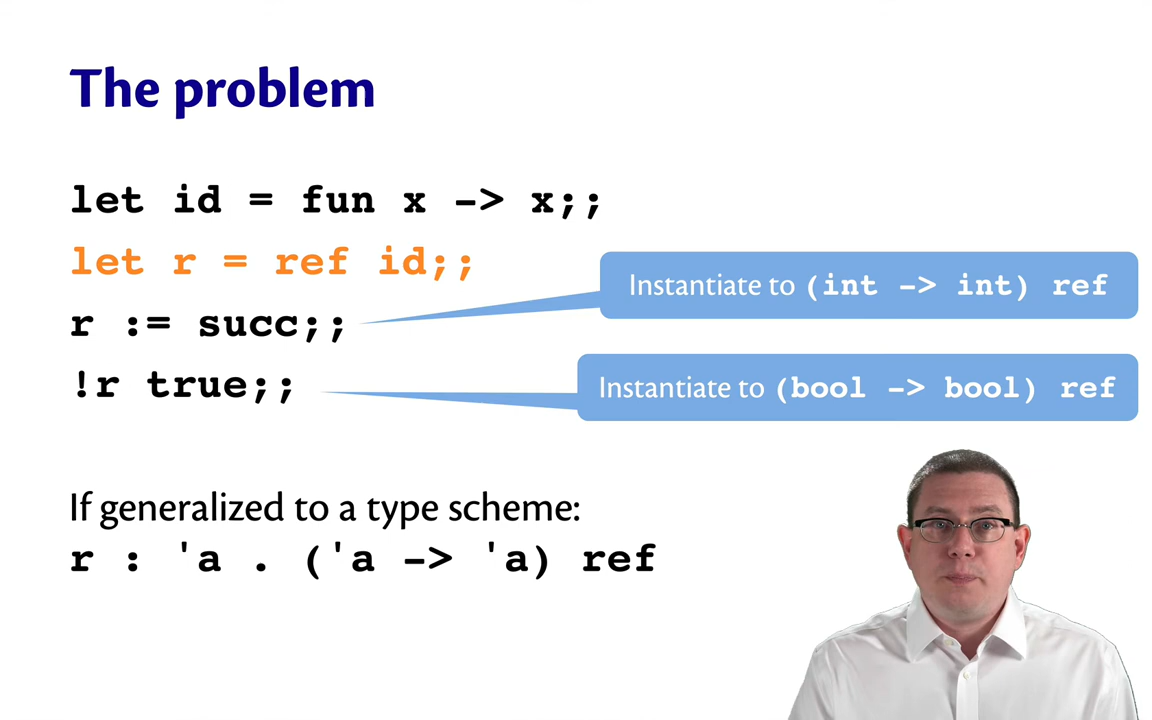 The problem
let id = fun x -> x;;
let r = ref id;;
Instantiate to (int -> int) ref
r := succ;;
!r true;;
Instantiate to (bool -> bool) ref
If generalized to a type scheme:
r : 'a . ('a -> 'a) ref